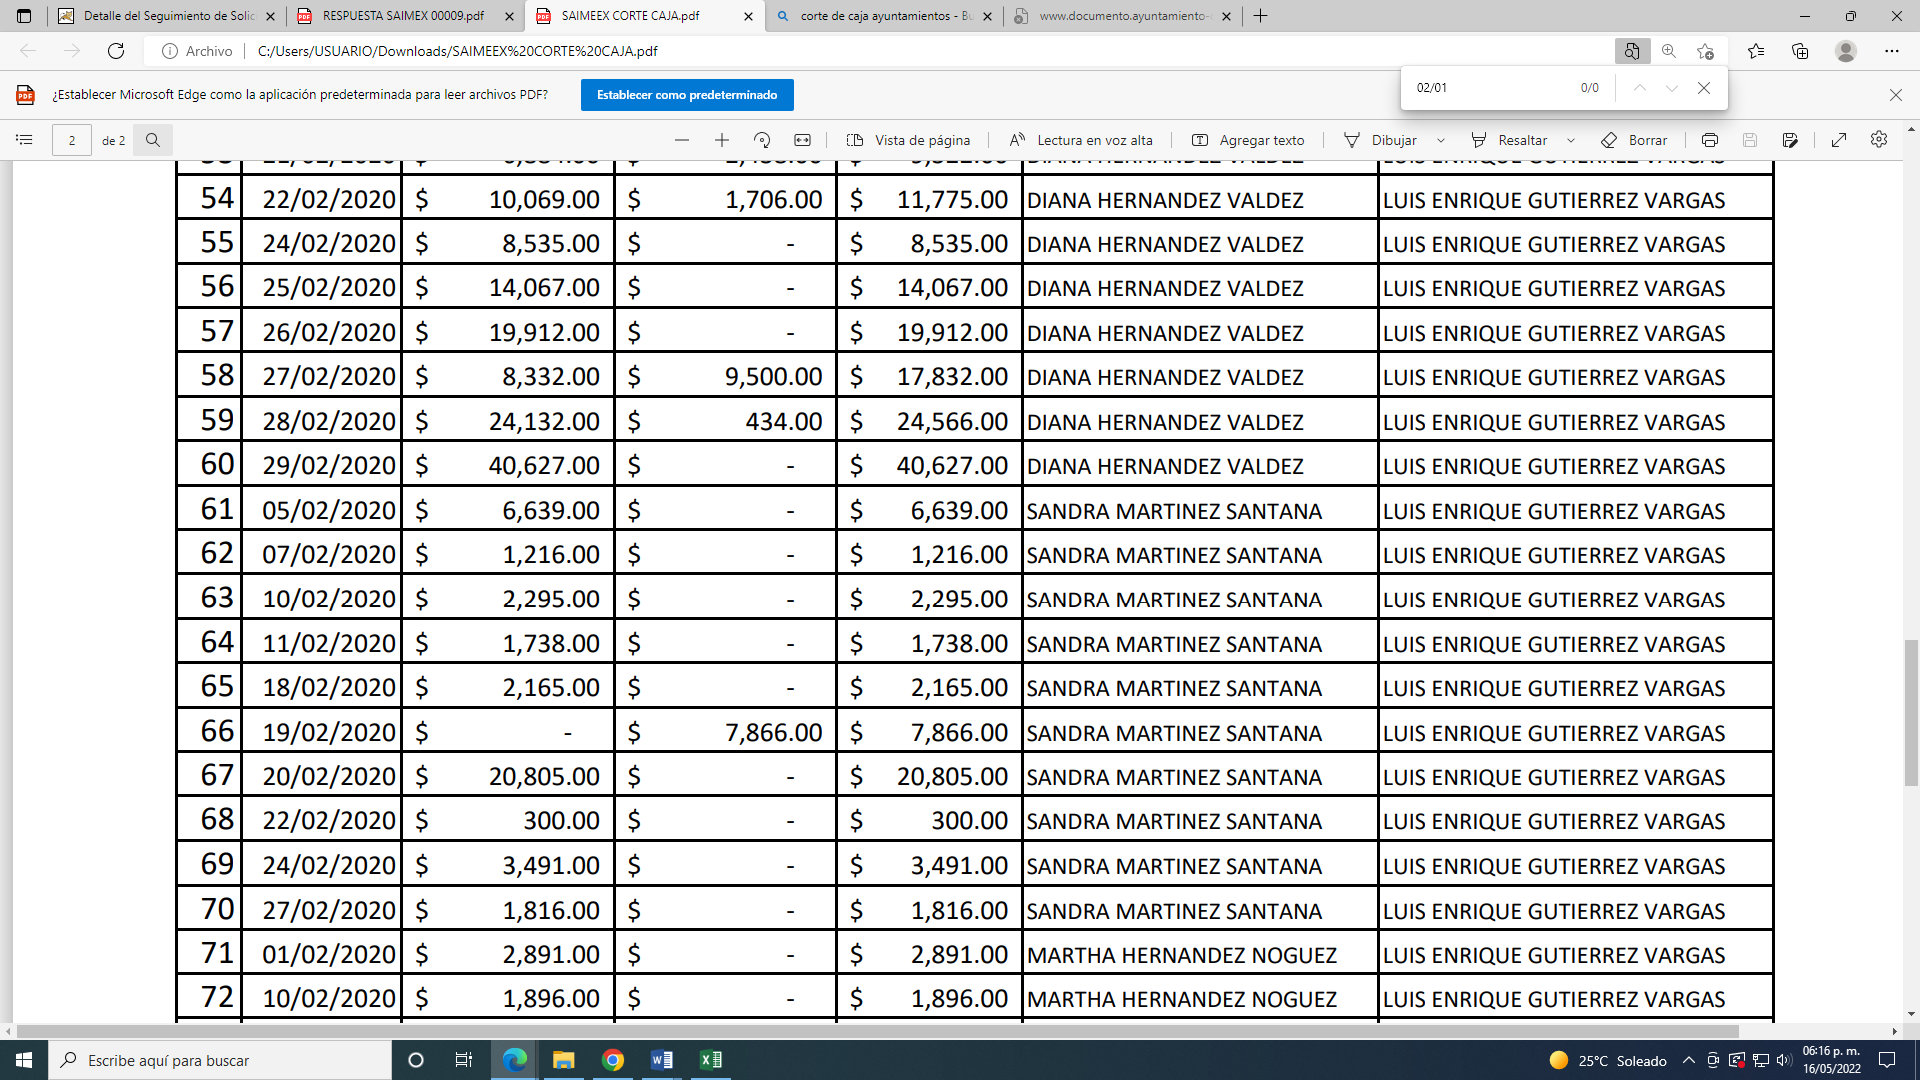 Detalle del Seguimiento de Solic
RESPUESTA SAIMEX 00009.pdf
SAIMEEX CORTE CAJA.pdf
corte de caja ayuntamientos - Bu
www.documento.ayuntamiento-
Archivo
C:/Users/USUARIO/Downloads/SAIMEEX%20CORTE%20CAJA.pdf
¿Establecer Microsoft Edge como la aplicación predeterminada para leer archivos PDF?
Establecer como predeterminado
02/01 0/0
2 de 2
Vista de página
Lectura en voz alta
Agregar texto
Dibujar
Resaltar
Borrar
54 22/02/2020 $ 10,069.00 $ 1,706.00 $ 11,775.00 DIANA HERNANDEZ VALDEZ LUIS ENRIQUE GUTIERREZ VARGAS
55 24/02/2020 $ 8,535.00 $ - $ 8,535.00 DIANA HERNANDEZ VALDEZ LUIS ENRIQUE GUTIERREZ VARGAS
56 25/02/2020 $ 14,067.00 $ - $ 14,067.00 DIANA HERNANDEZ VALDEZ LUIS ENRIQUE GUTIERREZ VARGAS
57 26/02/2020 $ 19,912.00 $ - $ 19,912.00 DIANA HERNANDEZ VALDEZ LUIS ENRIQUE GUTIERREZ VARGAS
58 27/02/2020 $ 8,332.00 $ 9,500.00 $ 17,832.00 DIANA HERNANDEZ VALDEZ LUIS ENRIQUE GUTIERREZ VARGAS
59 28/02/2020 $ 24,132.00 $ 434.00 $ 24,566.00 DIANA HERNANDEZ VALDEZ LUIS ENRIQUE GUTIERREZ VARGAS
60 29/02/2020 $ 40,627.00 $ - $ 40,627.00 DIANA HERNANDEZ VALDEZ LUIS ENRIQUE GUTIERREZ VARGAS
61 05/02/2020 $ 6,639.00 $ - $ 6,639.00 SANDRA MARTINEZ SANTANA LUIS ENRIQUE GUTIERREZ VARGAS
62 07/02/2020 $ 1,216.00 $ - $ 1,216.00 SANDRA MARTINEZ SANTANA LUIS ENRIQUE GUTIERREZ VARGAS
63 10/02/2020 $ 2,295.00 $ - $ 2,295.00 SANDRA MARTINEZ SANTANA LUIS ENRIQUE GUTIERREZ VARGAS
64 11/02/2020 $ 1,738.00 $ - $ 1,738.00 SANDRA MARTINEZ SANTANA LUIS ENRIQUE GUTIERREZ VARGAS
65 18/02/2020 $ 2,165.00 $ - $ 2,165.00 SANDRA MARTINEZ SANTANA LUIS ENRIQUE GUTIERREZ VARGAS
66 19/02/2020 $ - $ 7,866.00 $ 7,866.00 SANDRA MARTINEZ SANTANA LUIS ENRIQUE GUTIERREZ VARGAS
67 20/02/2020 $ 20,805.00 $ - $ 20,805.00 SANDRA MARTINEZ SANTANA LUIS ENRIQUE GUTIERREZ VARGAS
68 22/02/2020 $ 300.00 $ - $ 300.00 SANDRA MARTINEZ SANTANA LUIS ENRIQUE GUTIERREZ VARGAS
69 24/02/2020 $ 3,491.00 $ - $ 3,491.00 SANDRA MARTINEZ SANTANA LUIS ENRIQUE GUTIERREZ VARGAS
70 27/02/2020 $ 1,816.00 $ - $ 1,816.00 SANDRA MARTINEZ SANTANA LUIS ENRIQUE GUTIERREZ VARGAS
71 01/02/2020 $ 2,891.00 $ - $ 2,891.00 MARTHA HERNANDEZ NOGUEZ LUIS ENRIQUE GUTIERREZ VARGAS
72 10/02/2020 $ 1,896.00 $ - $ 1,896.00 MARTHA HERNANDEZ NOGUEZ LUIS ENRIQUE GUTIERREZ VARGAS
Escribe aquí para buscar
25°C Soleado
06:16 p. m.
16/05/2022